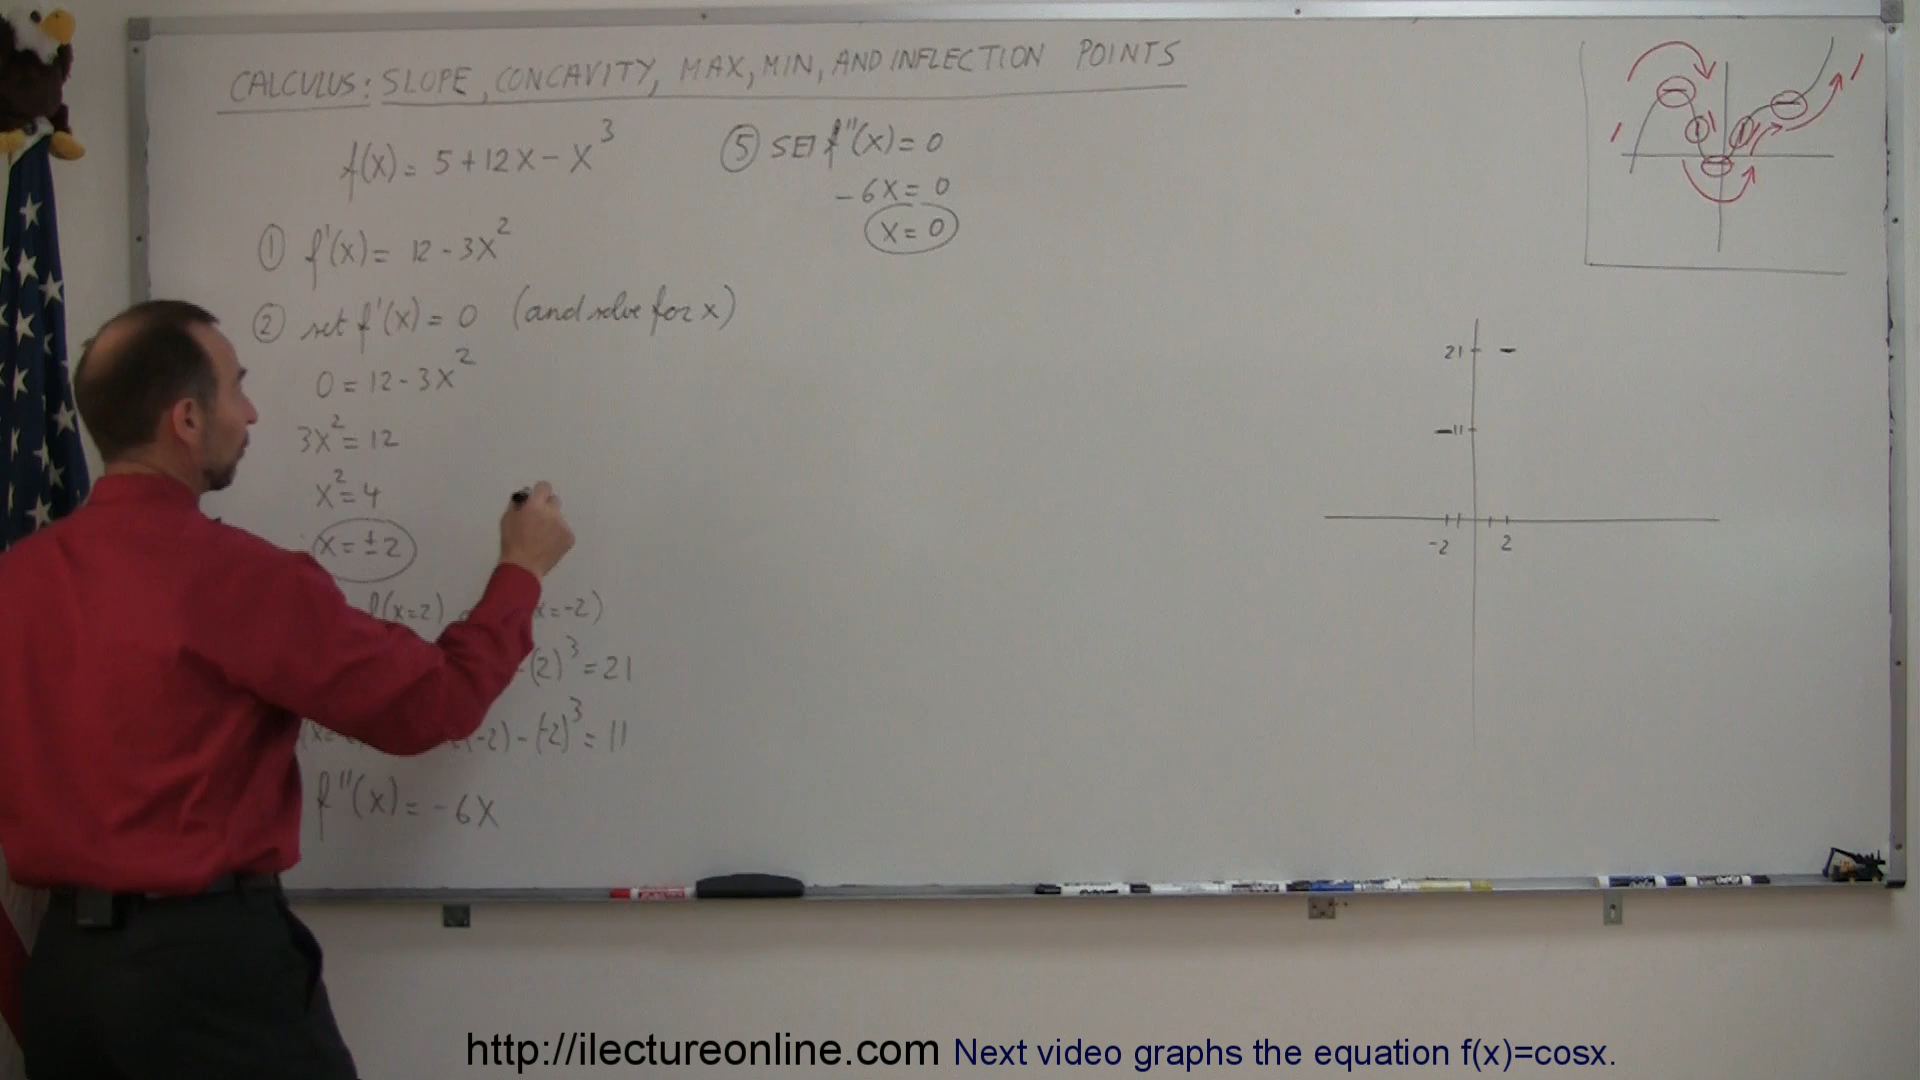 CALCULUS: SLOPE, CONCAVITY, MAX, MIN, AND INFLECTION POINTS
f(x) = 5 + 12x - x³
① f'(x) = 12 - 3x²
② set f'(x) = 0 (and solve for x)
0 = 12 - 3x²
3x² = 12
x² = 4
x = ±2
f(x=2)
x=-2)
(2)³ = 21
(-2) - (-2)³ = 11
f''(x) = -6x
⑤ SET f''(x) = 0
-6x = 0
x = 0
21
11
-2 2
http://ilectureonline.com Next video graphs the equation f(x)=cosx.